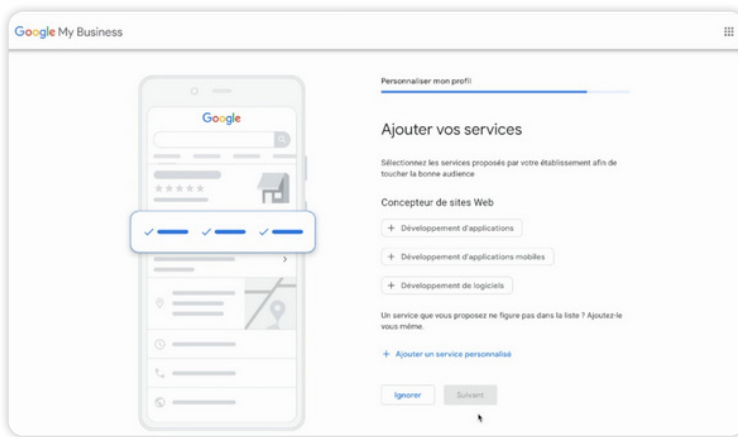 Google My Business
Google
Personnaliser mon profil
Ajouter vos services
Sélectionnez les services proposés par votre établissement afin de
toucher la bonne audience
Concepteur de sites Web
+ Développement d'applications
+ Développement d'applications mobiles
+ Développement de logiciels
Un service que vous proposez ne figure pas dans la liste ? Ajoutez-le
vous même.
+ Ajouter un service personnalisé
Ignorer
Suivant